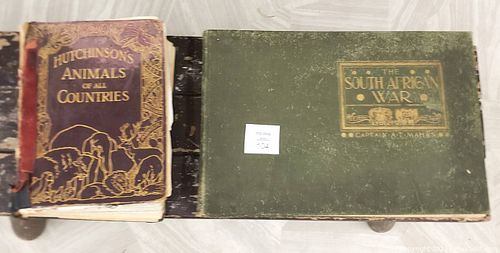 HUTCHINSON'S
ANIMALS
OF ALL
COUNTRIES
THE
SOUTH AFRICAN
WAR
CAPTAIN A.T. MAHAN